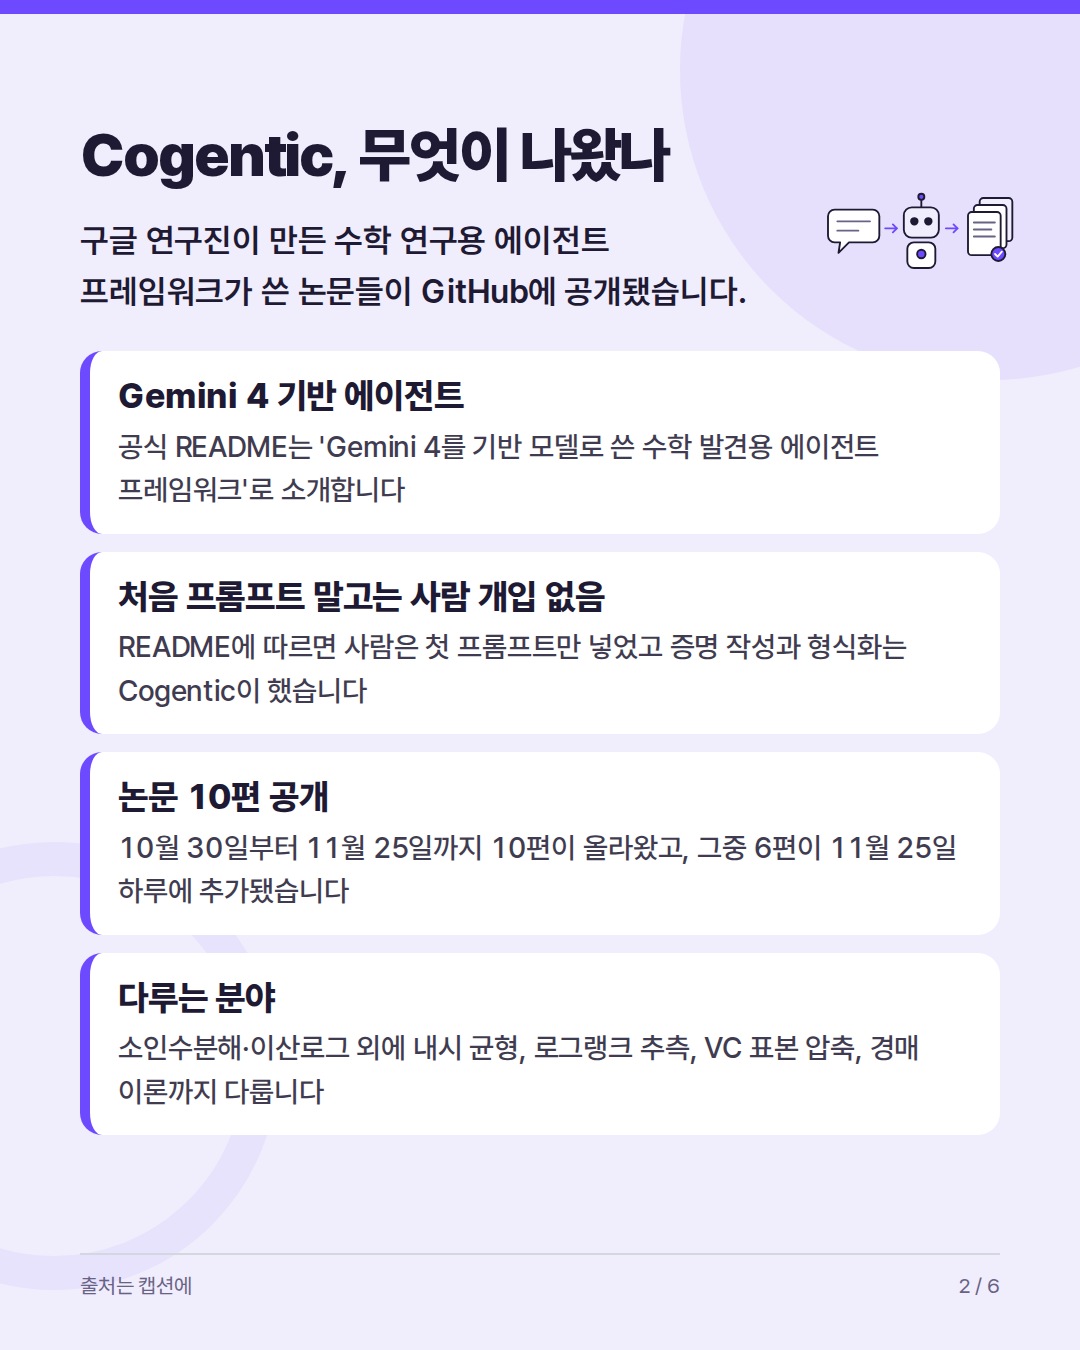 Cogentic, 무엇이 나왔나
구글 연구진이 만든 수학 연구용 에이전트
프레임워크가 쓴 논문들이 GitHub에 공개됐습니다.
Gemini 4 기반 에이전트
공식 README는 'Gemini 4를 기반 모델로 쓴 수학 발견용 에이전트
프레임워크'로 소개합니다
처음 프롬프트 말고는 사람 개입 없음
README에 따르면 사람은 첫 프롬프트만 넣었고 증명 작성과 형식화는
Cogentic이 했습니다
논문 10편 공개
10월 30일부터 11월 25일까지 10편이 올라왔고, 그중 6편이 11월 25일
하루에 추가됐습니다
다루는 분야
소인수분해·이산로그 외에 내시 균형, 로그랭크 추측, VC 표본 압축, 경매
이론까지 다룹니다
출처는 캡션에
2 / 6